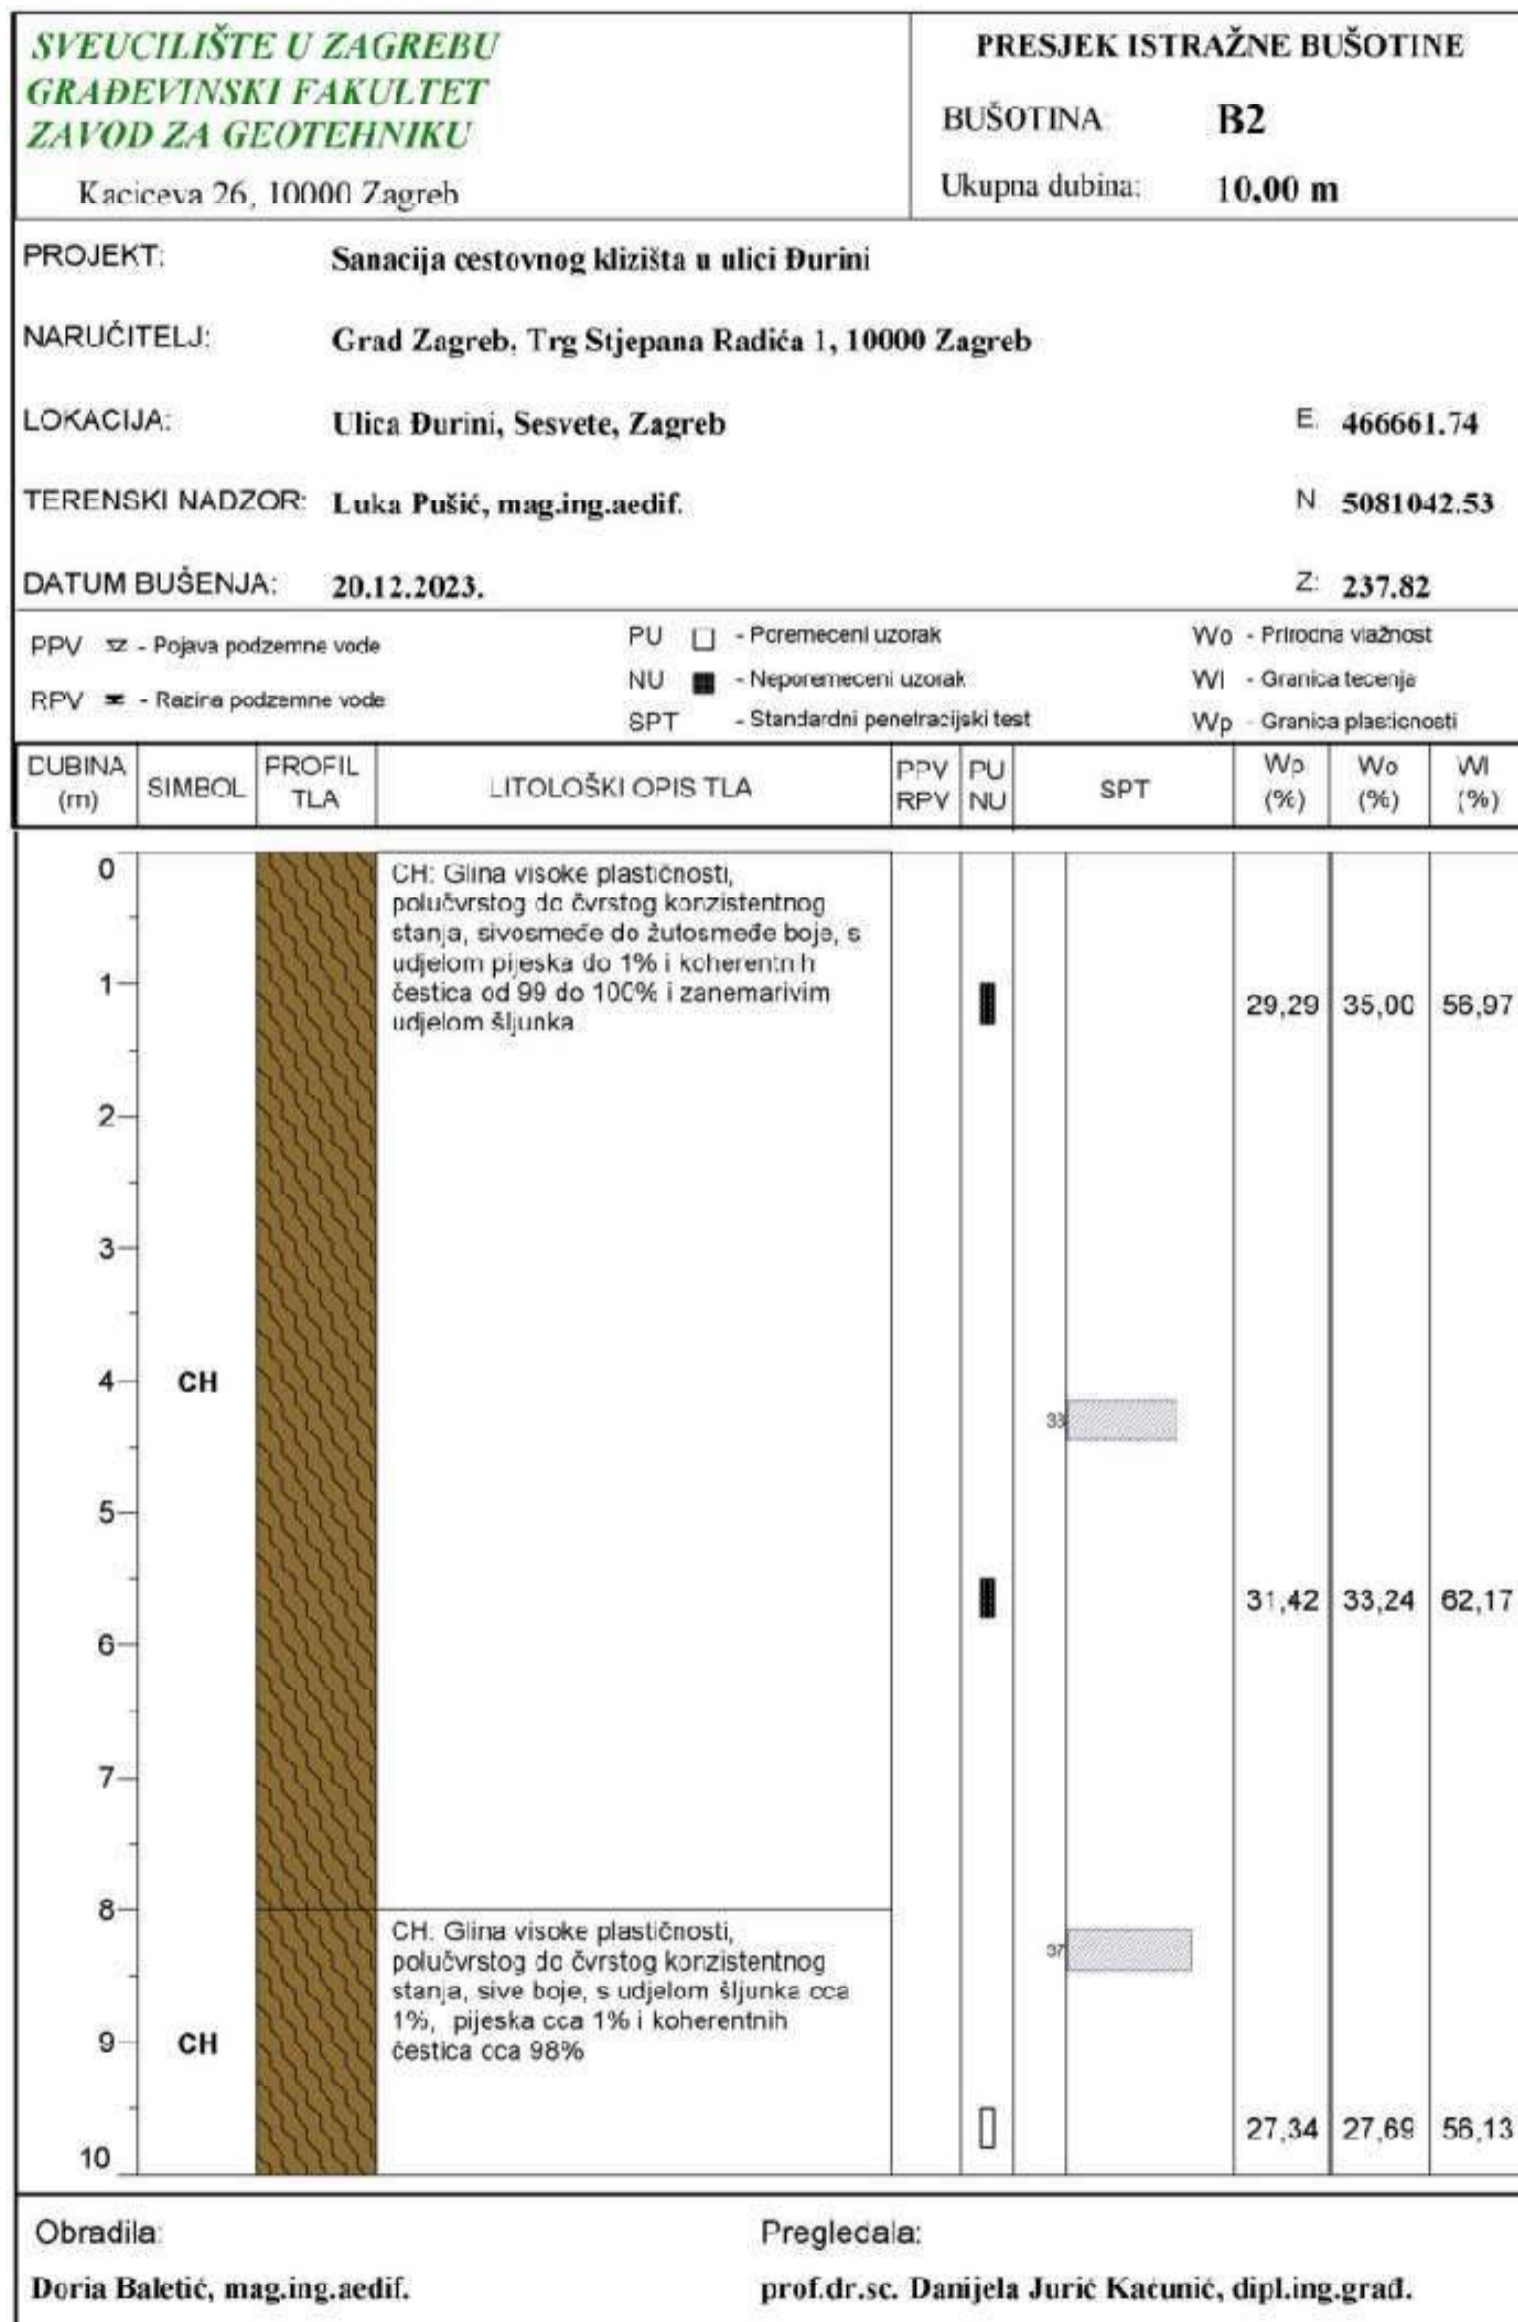 SVEUCILIŠTE U ZAGREBU
GRAĐEVINSKI FAKULTET
ZAVOD ZA GEOTEHNIKU
Kaciceva 26, 10000 Zagreb
PRESJEK ISTRAŽNE BUŠOTINE
BUŠOTINA B2
Ukupna dubina: 10,00 m
PROJEKT: Sanacija cestovnog klizišta u ulici Đurini
NARUČITELJ: Grad Zagreb, Trg Stjepana Radića 1, 10000 Zagreb
LOKACIJA: Ulica Đurini, Sesvete, Zagreb E: 466661.74
TERENSKI NADZOR: Luka Pušić, mag.ing.aedif. N 5081042.53
DATUM BUŠENJA: 20.12.2023. Z: 237.82
PPV - Pojava podzemne vode
RPV - Razina podzemne vode
PU - Poremeceni uzorak
NU - Neporemeceni uzorak
SPT - Standardni penetracijski test
Wo - Prirodna vlažnost
Wl - Granica tecenja
Wp - Granica plasticnosti
DUBINA (m) SIMBOL PROFIL TLA LITOLOŠKI OPIS TLA PPV RPV PU NU SPT Wp (%) Wo (%) Wl (%)
0
CH: Glina visoke plastičnosti,
polučvrstog do čvrstog konzistentnog
stanja, sivosmeđe do žutosmeđe boje, s
udjelom pijeska do 1% i koherentnih
čestica od 99 do 100% i zanemarivim
udjelom šljunka
1 29,29 35,00 56,97
2
3
4 CH
33
5
31,42 33,24 62,17
6
7
8
CH: Glina visoke plastičnosti,
polučvrstog do čvrstog konzistentnog
stanja, sive boje, s udjelom šljunka cca
1%, pijeska cca 1% i koherentnih
čestica cca 98%
37
9 CH
27,34 27,69 56,13
10
Obradila:
Doria Baletić, mag.ing.aedif.
Pregledala:
prof.dr.sc. Danijela Jurić Kaćunić, dipl.ing.građ.